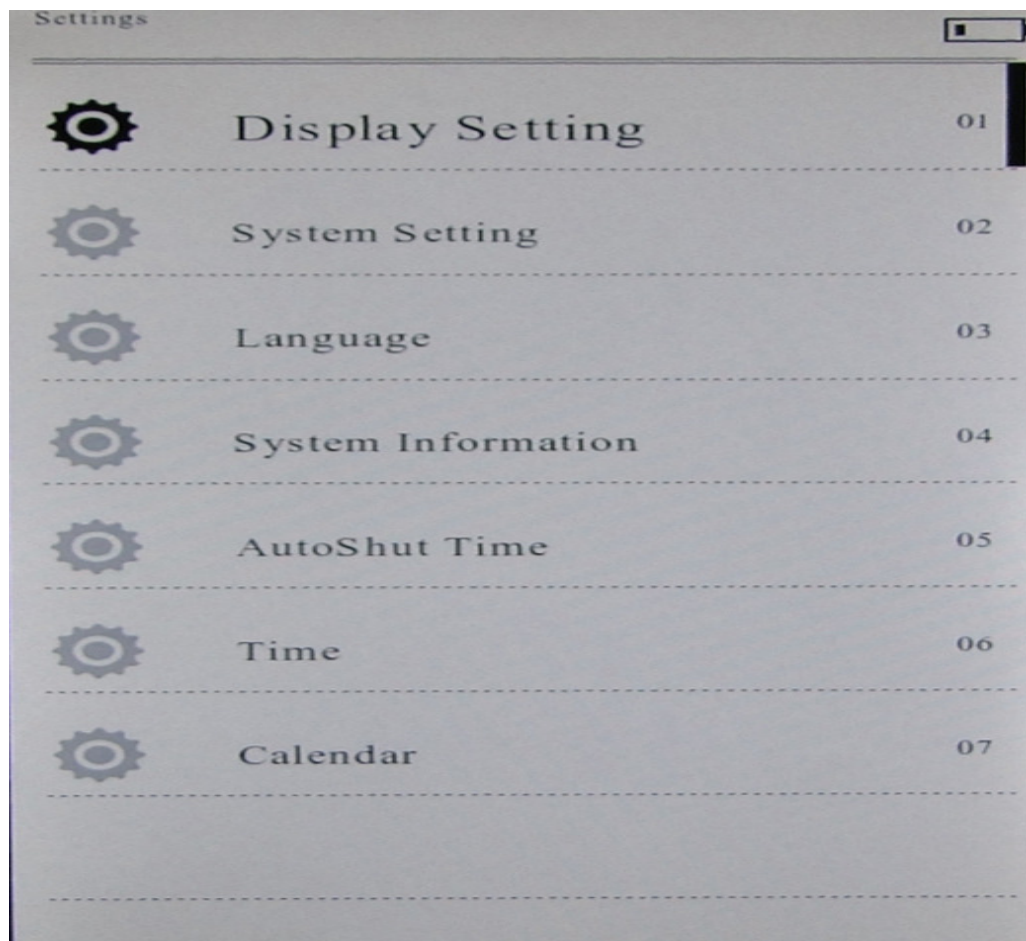 Settings
Display Setting 01
System Setting 02
Language 03
System Information 04
AutoShut Time 05
Time 06
Calendar 07